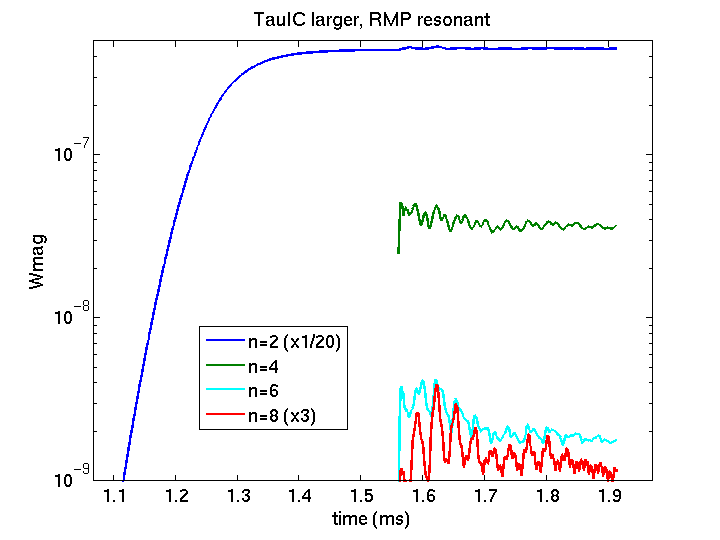 TauIC larger, RMP resonant
Wmag
10^-7
10^-8
10^-9
n=2 (x1/20)
n=4
n=6
n=8 (x3)
1.1 1.2 1.3 1.4 1.5 1.6 1.7 1.8 1.9
time (ms)